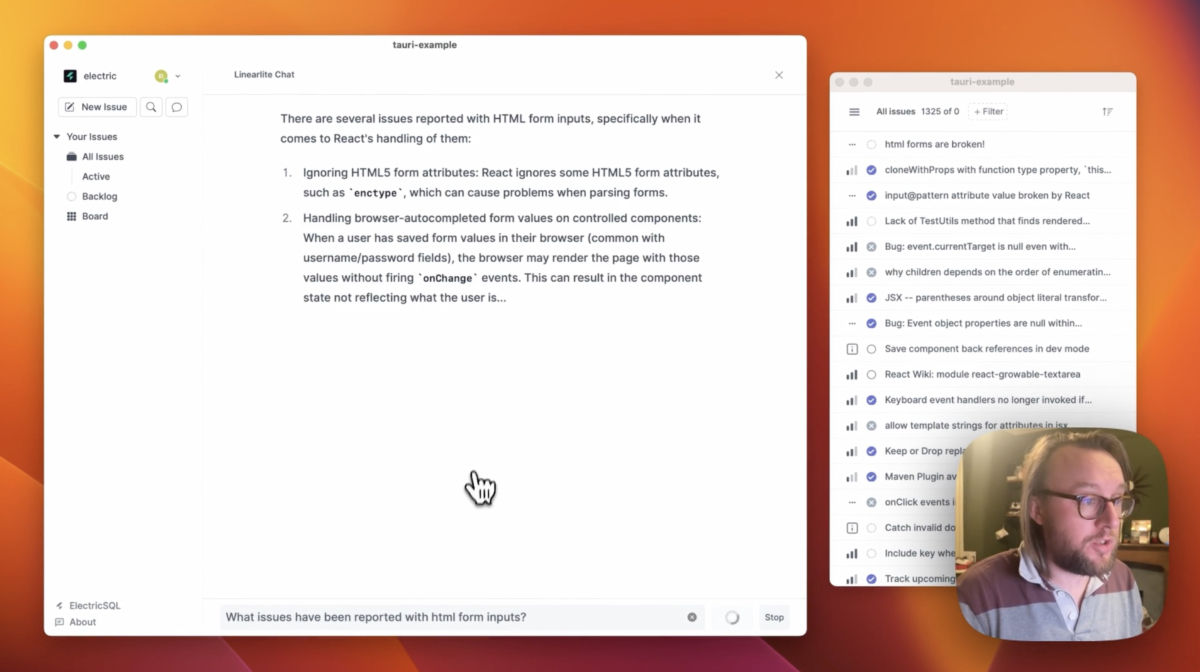 tauri-example
electric
Linearlite Chat
New Issue
Your Issues
All Issues
Active
Backlog
Board
There are several issues reported with HTML form inputs, specifically when it
comes to React's handling of them:
1. Ignoring HTML5 form attributes: React ignores some HTML5 form attributes,
such as `enctype`, which can cause problems when parsing forms.
2. Handling browser-autocompleted form values on controlled components:
When a user has saved form values in their browser (common with
username/password fields), the browser may render the page with those
values without firing `onChange` events. This can result in the component
state not reflecting what the user is...
ElectricSQL
About
What issues have been reported with html form inputs?
Stop
tauri-example
All issues 1325 of 0 + Filter
html forms are broken!
cloneWithProps with function type property, `this...
input@pattern attribute value broken by React
Lack of TestUtils method that finds rendered...
Bug: event.currentTarget is null even with...
why children depends on the order of enumeratin...
JSX -- parentheses around object literal transfor...
Bug: Event object properties are null within...
Save component back references in dev mode
React Wiki: module react-growable-textarea
Keyboard event handlers no longer invoked if...
allow template strings for attributes in jsx
Keep or Drop repla
Maven Plugin av
onClick events i
Catch invalid do
Include key whe
Track upcoming